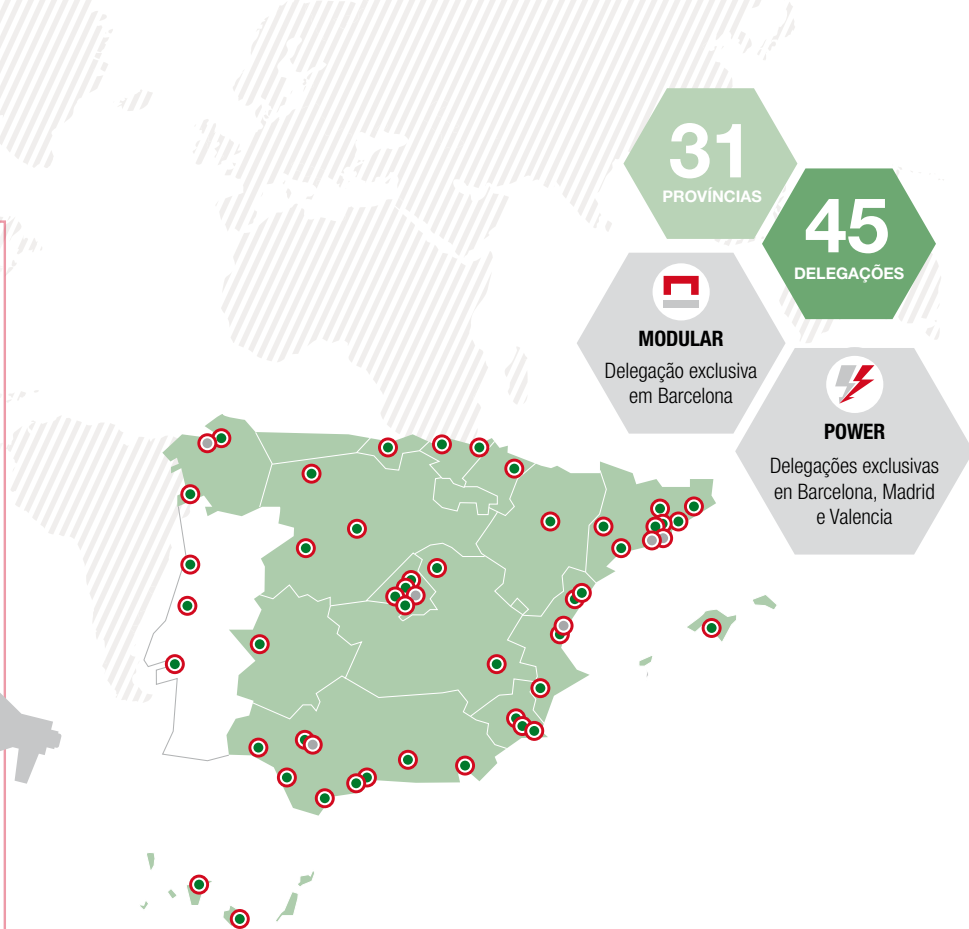 31
PROVÍNCIAS
45
DELEGAÇÕES
MODULAR
Delegação exclusiva
em Barcelona
POWER
Delegações exclusivas
en Barcelona, Madrid
e Valencia